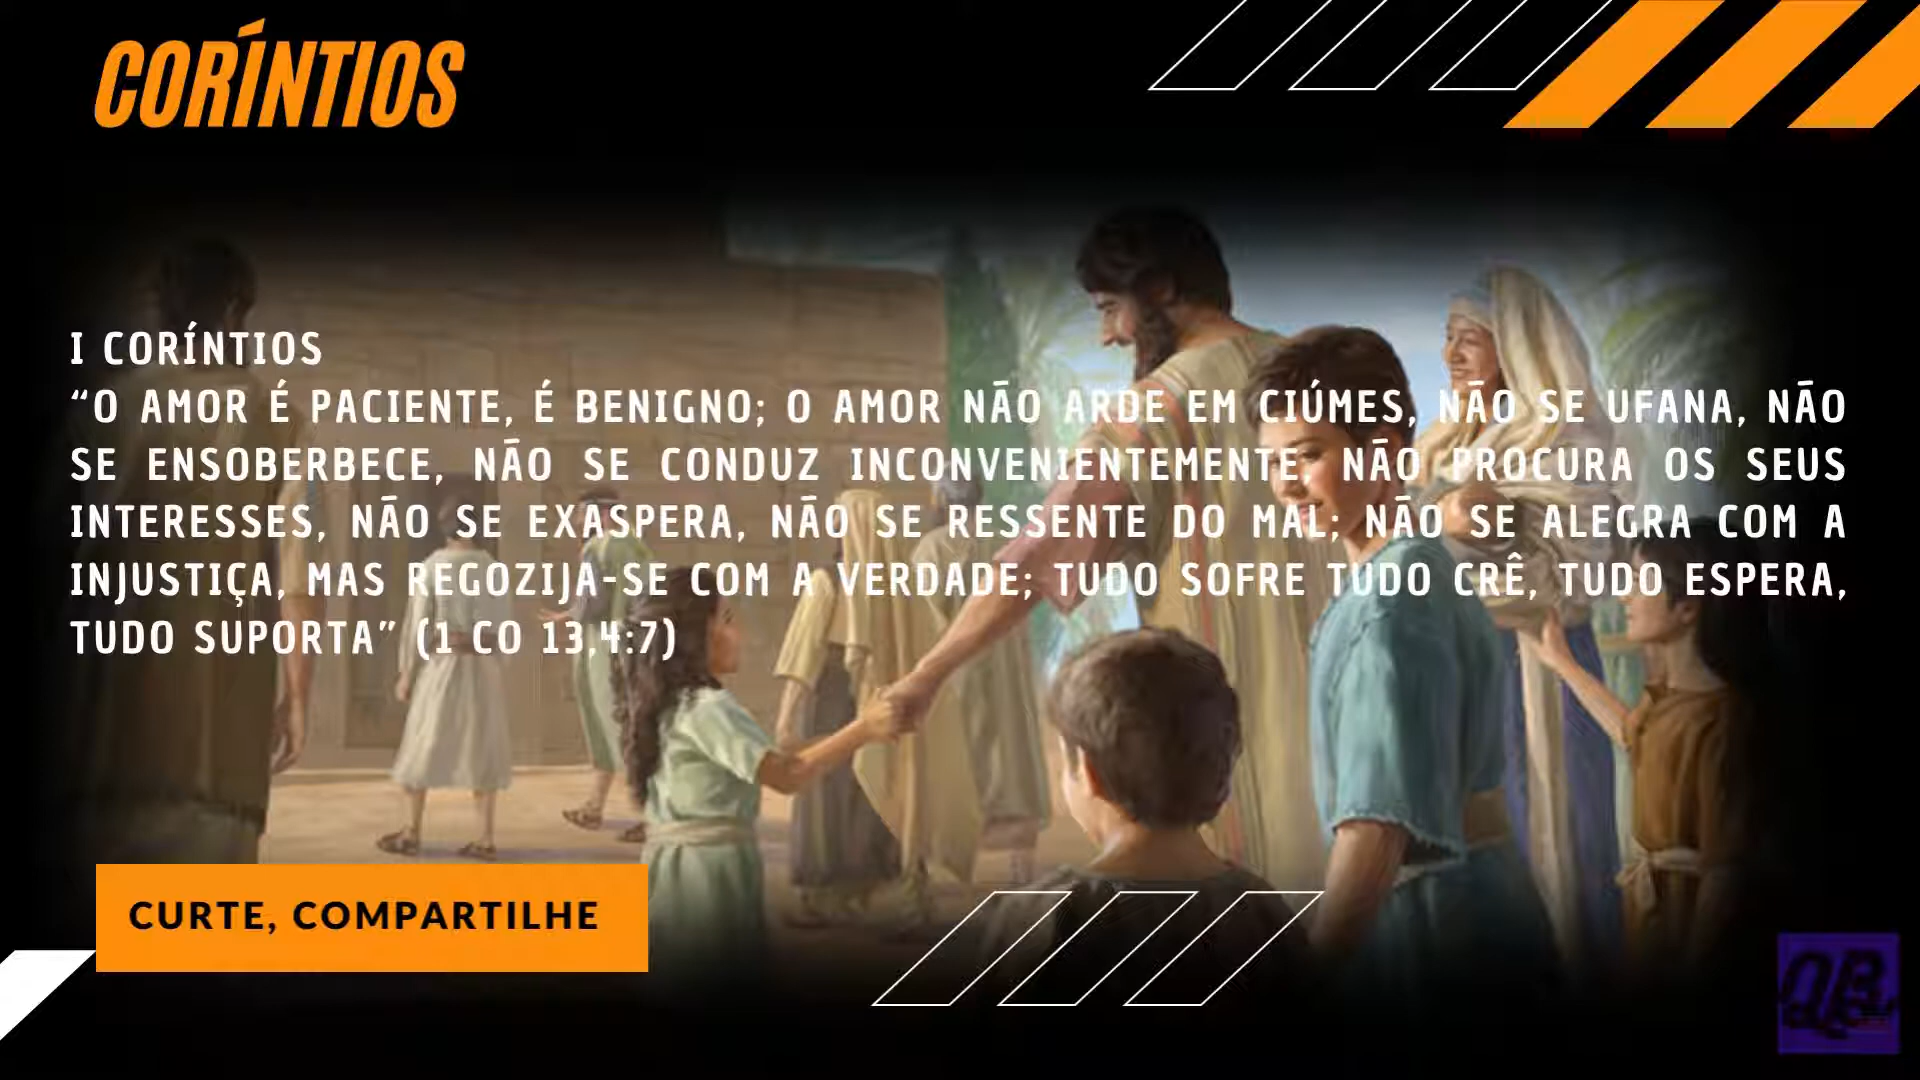 CORÍNTIOS
I CORÍNTIOS
“O AMOR É PACIENTE, É BENIGNO; O AMOR NÃO ARDE EM CIÚMES, NÃO SE UFANA, NÃO
SE ENSOBERBECE, NÃO SE CONDUZ INCONVENIENTEMENTE, NÃO PROCURA OS SEUS
INTERESSES, NÃO SE EXASPERA, NÃO SE RESSENTE DO MAL; NÃO SE ALEGRA COM A
INJUSTIÇA, MAS REGOZIJA-SE COM A VERDADE; TUDO SOFRE TUDO CRÊ, TUDO ESPERA,
TUDO SUPORTA” (1 CO 13,4:7)
CURTE, COMPARTILHE
QB